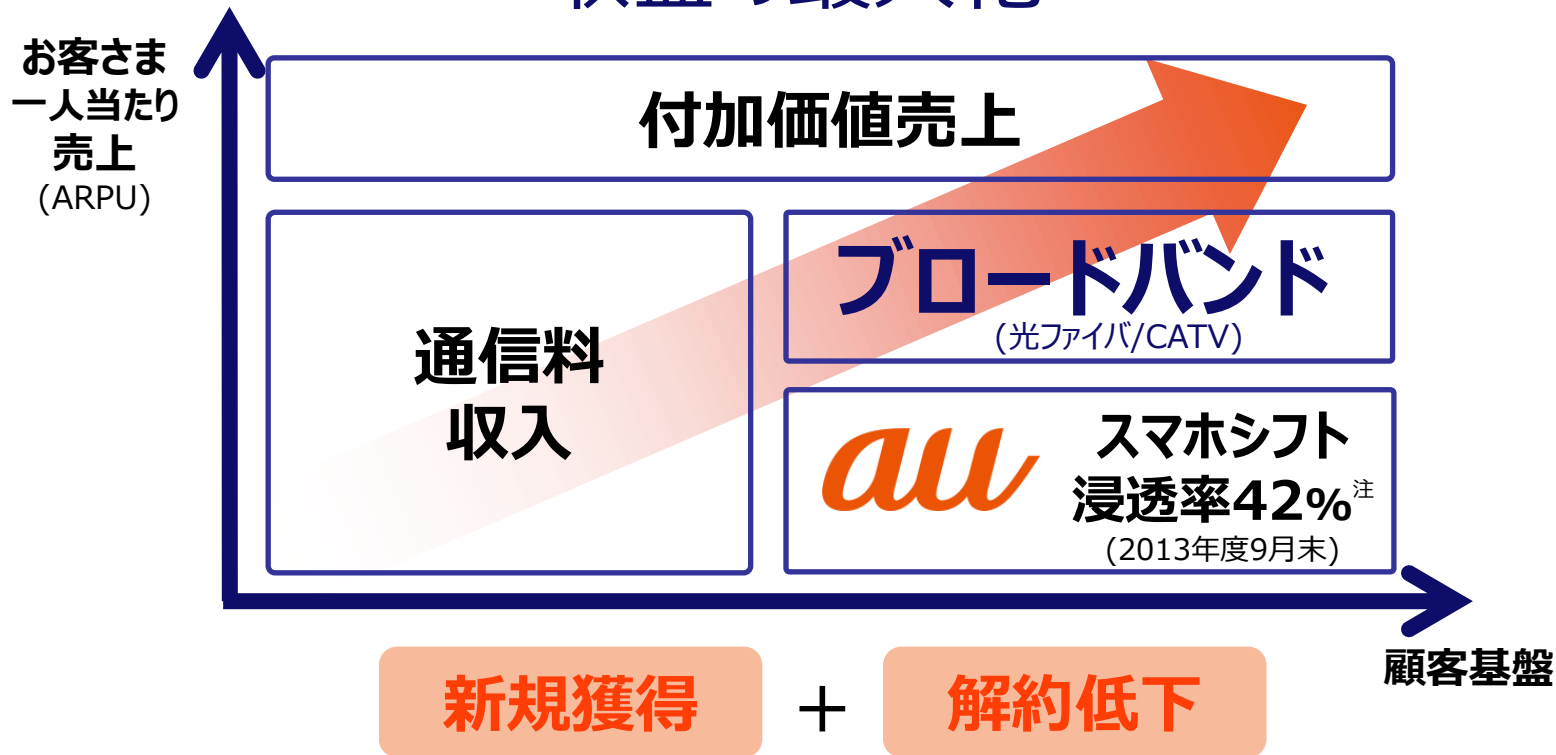 お客さま
一人当たり
売上
(ARPU)
付加価値売上
通信料
収入
ブロードバンド
(光ファイバ/CATV)
au
スマホシフト
浸透率42%注
(2013年度9月末)
顧客基盤
新規獲得 + 解約低下